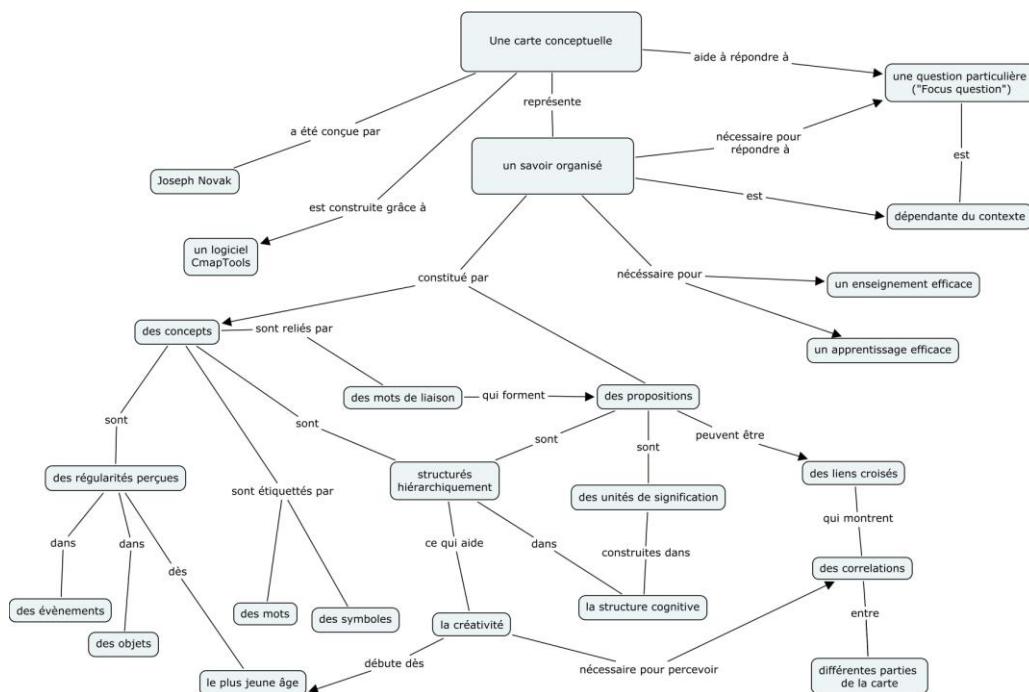 Une carte conceptuelle
aide à répondre à
une question particulière
("Focus question")
représente
a été conçue par
nécessaire pour
répondre à
est
Joseph Novak
un savoir organisé
est construite grâce à
est
dépendante du contexte
un logiciel
CmapTools
constitué par
nécéssaire pour
un enseignement efficace
des concepts
sont reliés par
un apprentissage efficace
des mots de liaison
qui forment
des propositions
sont
sont
sont
sont
peuvent être
des régularités perçues
structurés
hiérarchiquement
des liens croisés
sont étiquettés par
des unités de signification
qui montrent
dans
dans
dès
ce qui aide
dans
construites dans
des correlations
des évènements
des objets
des mots
des symboles
la structure cognitive
entre
la créativité
débute dès
nécessaire pour percevoir
le plus jeune âge
différentes parties
de la carte